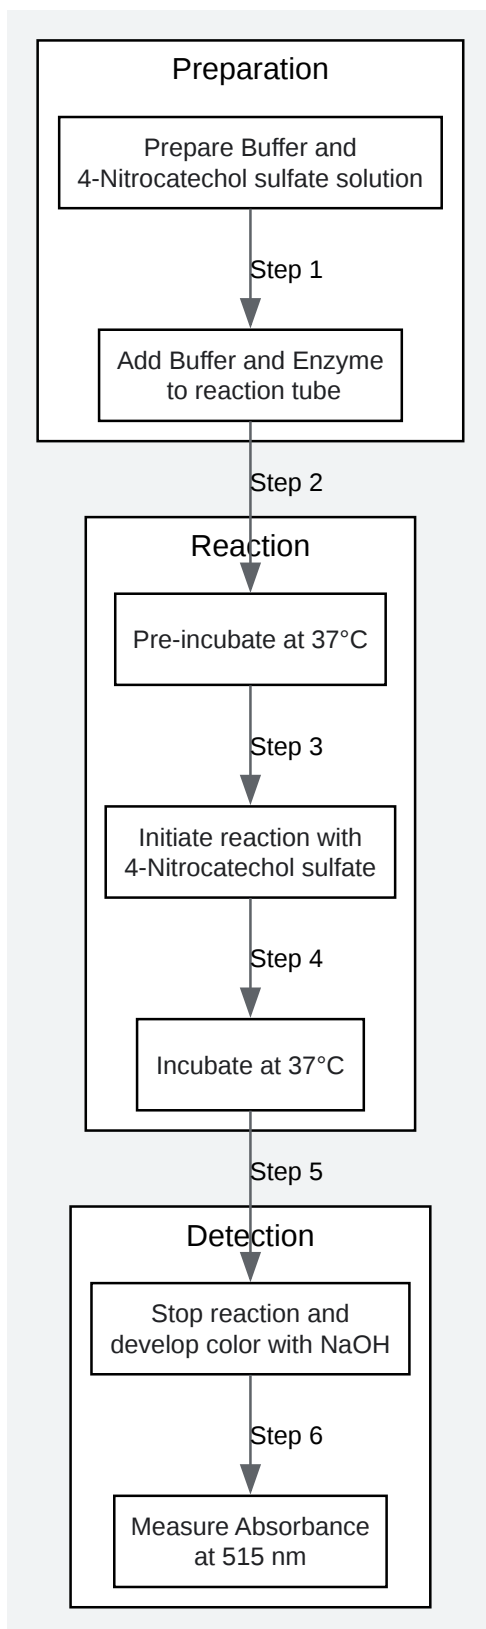 Preparation
Prepare Buffer and
4-Nitrocatechol sulfate solution
Step 1
Add Buffer and Enzyme
to reaction tube
Step 2
Reaction
Pre-incubate at 37°C
Step 3
Initiate reaction with
4-Nitrocatechol sulfate
Step 4
Incubate at 37°C
Step 5
Detection
Stop reaction and
develop color with NaOH
Step 6
Measure Absorbance
at 515 nm